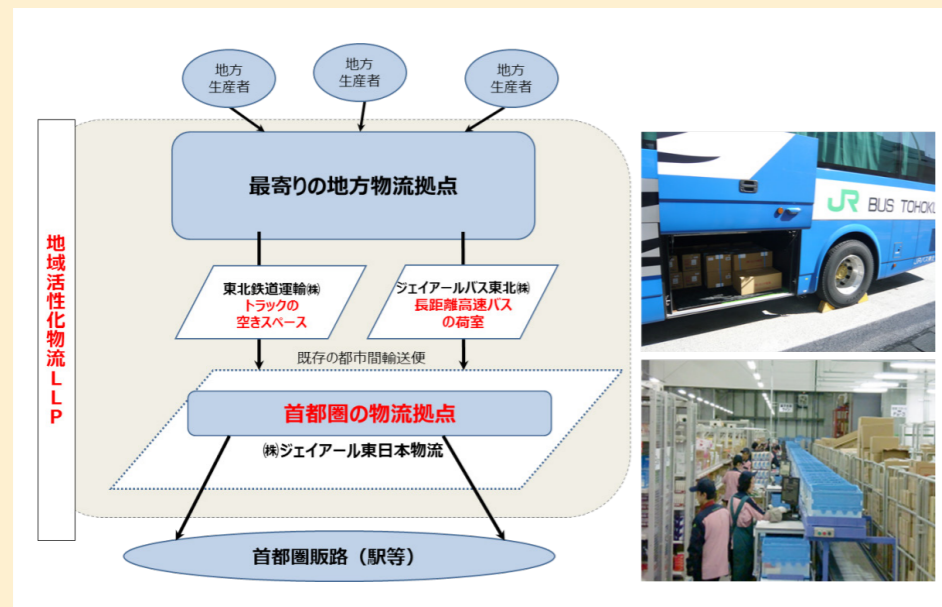 地方
生産者
地方
生産者
地方
生産者
地域活性化物流LLP
最寄りの地方物流拠点
東北鉄道運輸㈱
トラックの
空きスペース
ジェイアールバス東北㈱
長距離高速バス
の荷室
既存の都市間輸送便
首都圏の物流拠点
㈱ジェイアール東日本物流
首都圏販路（駅等）
JR BUS TOHOKU